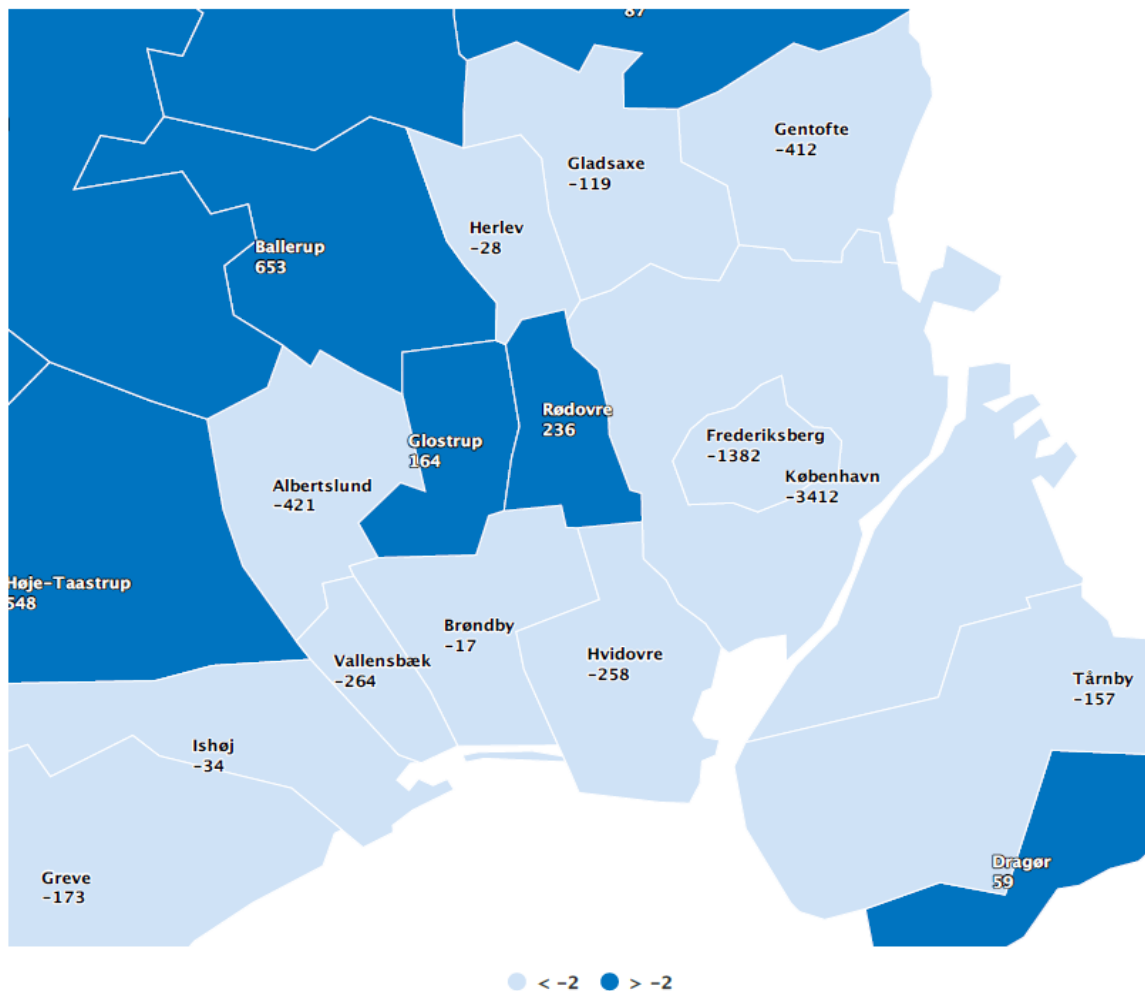 87
Gentofte
-412
Gladsaxe
-119
Herlev
-28
Ballerup
653
Rødovre
236
Glostrup
164
Frederiksberg
-1382
København
-3412
Albertslund
-421
Høje-Taastrup
548
Brøndby
-17
Vallensbæk
-264
Hvidovre
-258
Tårnby
-157
Ishøj
-34
Dragør
59
Greve
-173
< -2 > -2